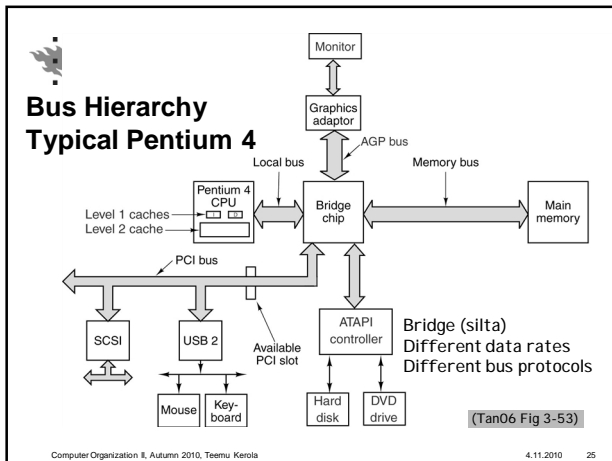 Bus Hierarchy
Typical Pentium 4
Monitor
Graphics
adaptor
AGP bus
Local bus
Memory bus
Pentium 4
CPU
Level 1 caches
I D
Level 2 cache
Bridge
chip
Main
memory
PCI bus
SCSI
USB 2
Available
PCI slot
ATAPI
controller
Mouse
Key-
board
Hard
disk
DVD
drive
Bridge (silta)
Different data rates
Different bus protocols
(Tan06 Fig 3-53)
Computer Organization II, Autumn 2010, Teemu Kerola
4.11.2010
25